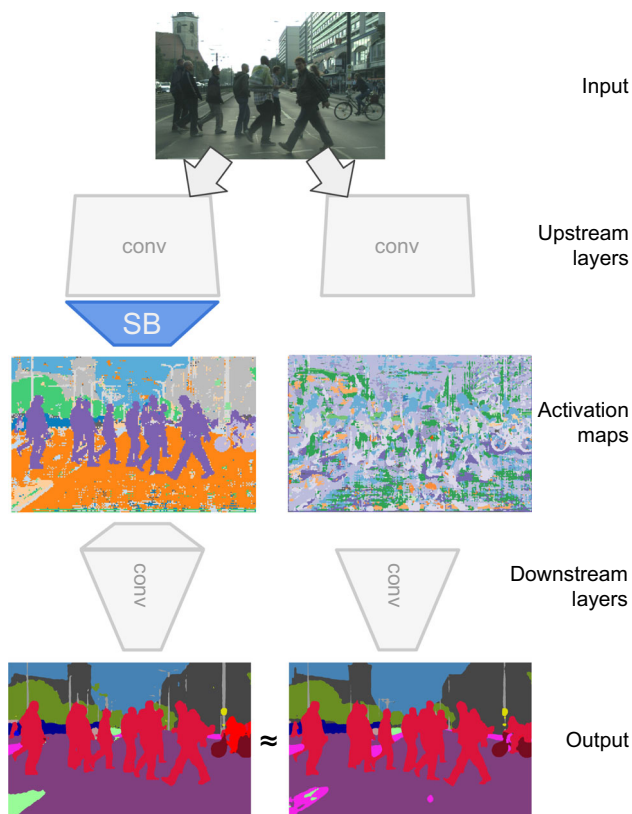 Input
conv
conv
Upstream
layers
SB
Activation
maps
conv
conv
Downstream
layers
≈
Output